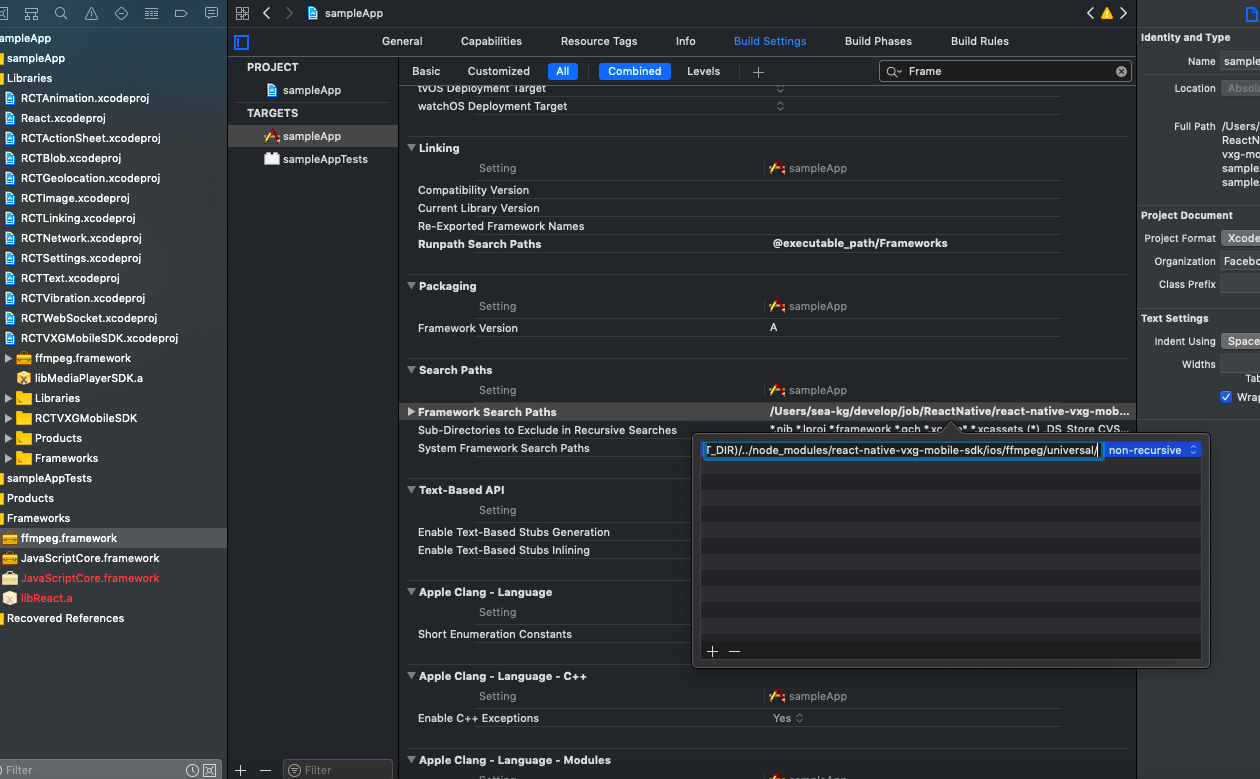 sampleApp
General Capabilities Resource Tags Info Build Settings Build Phases Build Rules
Basic Customized All Combined Levels + Frame
ampleApp
sampleApp
Libraries
RCTAnimation.xcodeproj
React.xcodeproj
RCTActionSheet.xcodeproj
RCTBlob.xcodeproj
RCTGeolocation.xcodeproj
RCTImage.xcodeproj
RCTLinking.xcodeproj
RCTNetwork.xcodeproj
RCTSettings.xcodeproj
RCTText.xcodeproj
RCTVibration.xcodeproj
RCTWebSocket.xcodeproj
RCTVXGMobileSDK.xcodeproj
ffmpeg.framework
libMediaPlayerSDK.a
Libraries
RCTVXGMobileSDK
Products
Frameworks
sampleAppTests
Products
Frameworks
ffmpeg.framework
JavaScriptCore.framework
JavaScriptCore.framework
libReact.a
Recovered References
Filter
PROJECT
sampleApp
TARGETS
sampleApp
sampleAppTests
Filter
tvOS Deployment Target
watchOS Deployment Target
Linking
Setting sampleApp
Compatibility Version
Current Library Version
Re-Exported Framework Names
Runpath Search Paths @executable_path/Frameworks
Packaging
Setting sampleApp
Framework Version A
Search Paths
Setting sampleApp
Framework Search Paths /Users/sea-kg/develop/job/ReactNative/react-native-vxg-mob...
Sub-Directories to Exclude in Recursive Searches *.nib *.lproj *.framework *.gch *.xcode* *.xcassets (*) .DS_Store CVS...
System Framework Search Paths
T_DIR)/../node_modules/react-native-vxg-mobile-sdk/ios/ffmpeg/universal/ non-recursive
Text-Based API
Setting
Enable Text-Based Stubs Generation
Enable Text-Based Stubs Inlining
Apple Clang - Language
Setting
Short Enumeration Constants
Apple Clang - Language - C++
Setting sampleApp
Enable C++ Exceptions Yes
Apple Clang - Language - Modules
Setting sampleApp
Identity and Type
Name sample
Location Absolu
Full Path /Users/
ReactN
vxg-mo
sample
sample
Project Document
Project Format Xcode
Organization Facebo
Class Prefix
Text Settings
Indent Using Space
Widths
Tab
Wrap